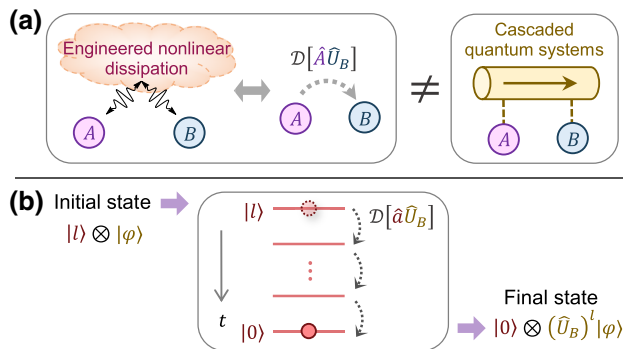 (a)
Engineered nonlinear
dissipation
A
B
𝒟[ÂÛ_B]
A
B
≠
Cascaded
quantum systems
A
B
(b)
Initial state
|l⟩ ⊗ |φ⟩
|l⟩
𝒟[âÛ_B]
t
|0⟩
Final state
|0⟩ ⊗ (Û_B)^l|φ⟩